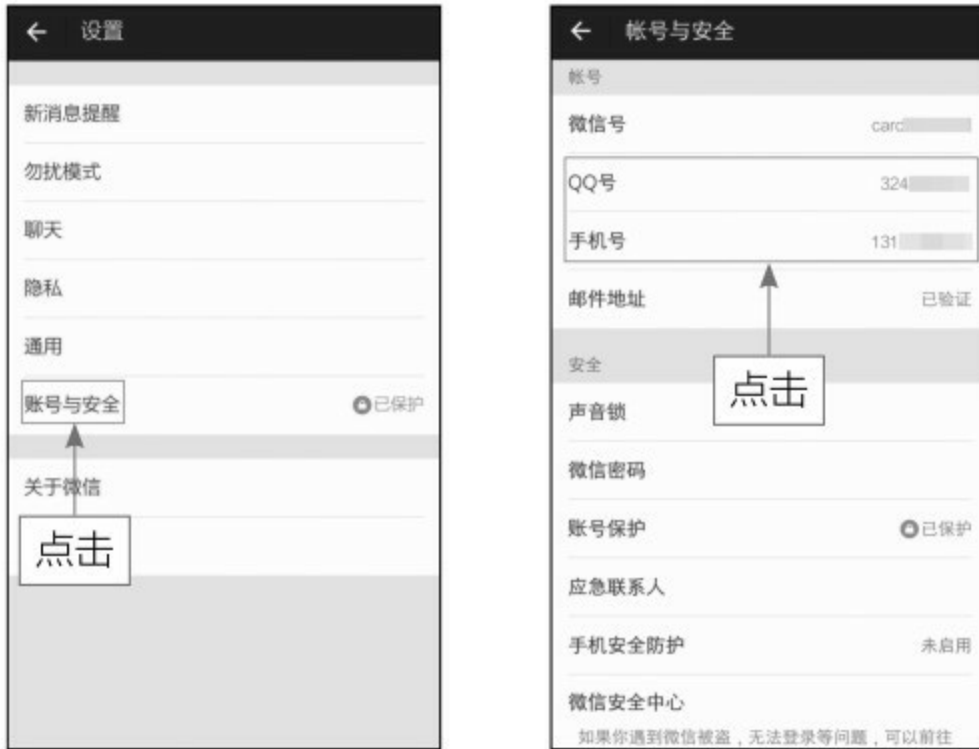 设置
新消息提醒
勿扰模式
聊天
隐私
通用
账号与安全 已保护
关于微信
点击
帐号与安全
帐号
微信号 carc
QQ号 324
手机号 131
邮件地址 已验证
安全
点击
声音锁
微信密码
账号保护 已保护
应急联系人
手机安全防护 未启用
微信安全中心
如果你遇到微信被盗，无法登录等问题，可以前往